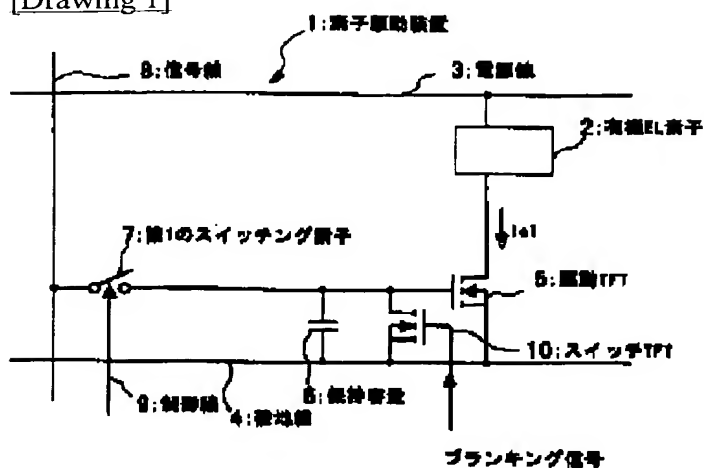 [Drawing 1]
1:素子駆動装置
8:信号線
3:電源線
2:有機EL素子
7:第1のスイッチング素子
Iel
5:駆動TFT
10:スイッチTFT
6:保持容量
9:制御線
4:接地線
ブランキング信号